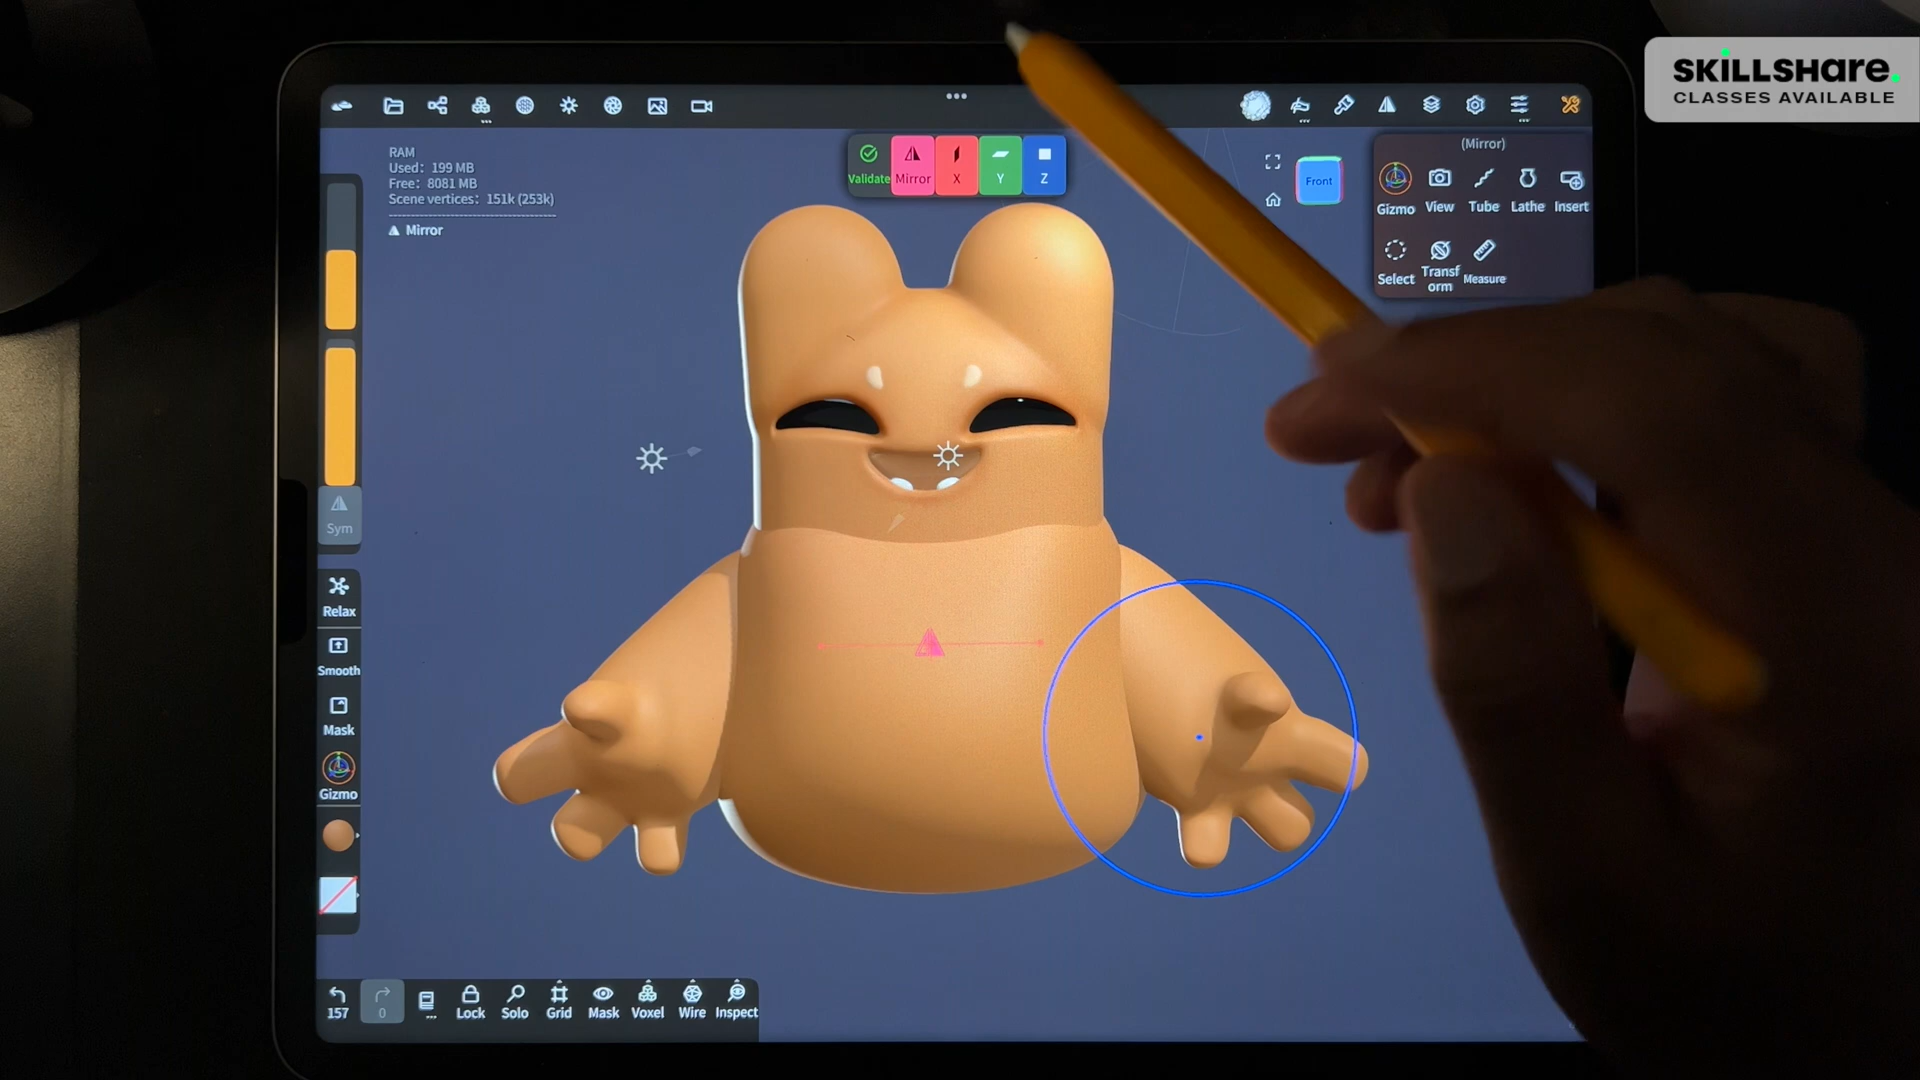 SKILLSHARE.
CLASSES AVAILABLE
RAM
Used: 199 MB
Free: 8081 MB
Scene vertices: 151k (253k)
Mirror
Validate
Mirror
X
Y
Z
Front
(Mirror)
Gizmo
View
Tube
Lathe
Insert
Select
Transf
orm
Measure
Sym
Relax
Smooth
Mask
Gizmo
157
0
Lock
Solo
Grid
Mask
Voxel
Wire
Inspect